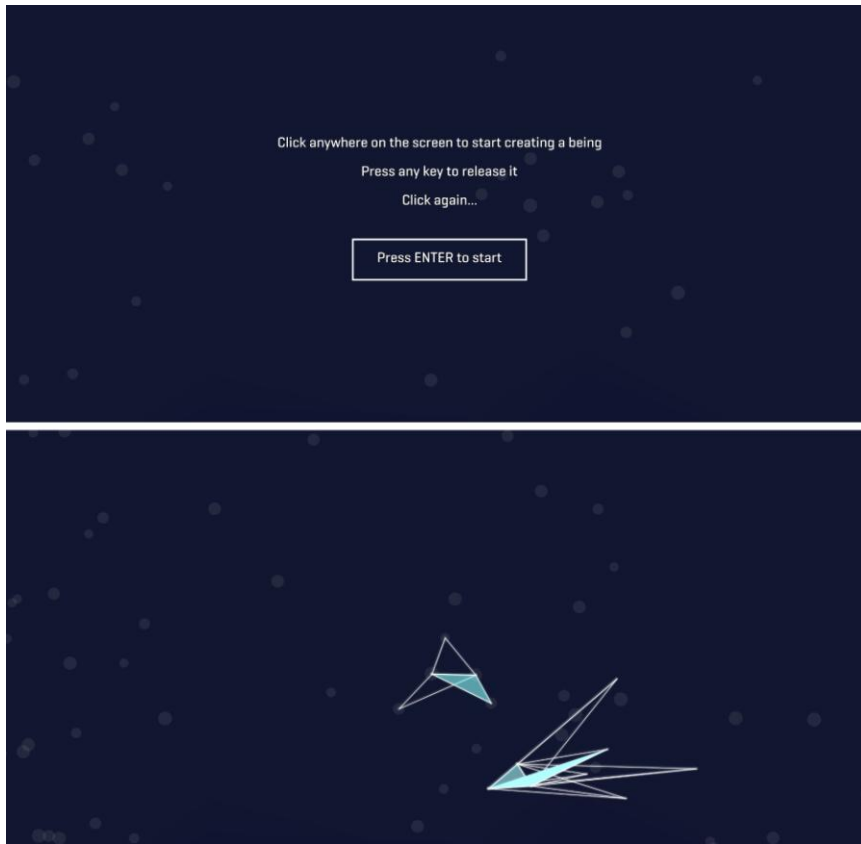 Click anywhere on the screen to start creating a being
Press any key to release it
Click again...
Press ENTER to start